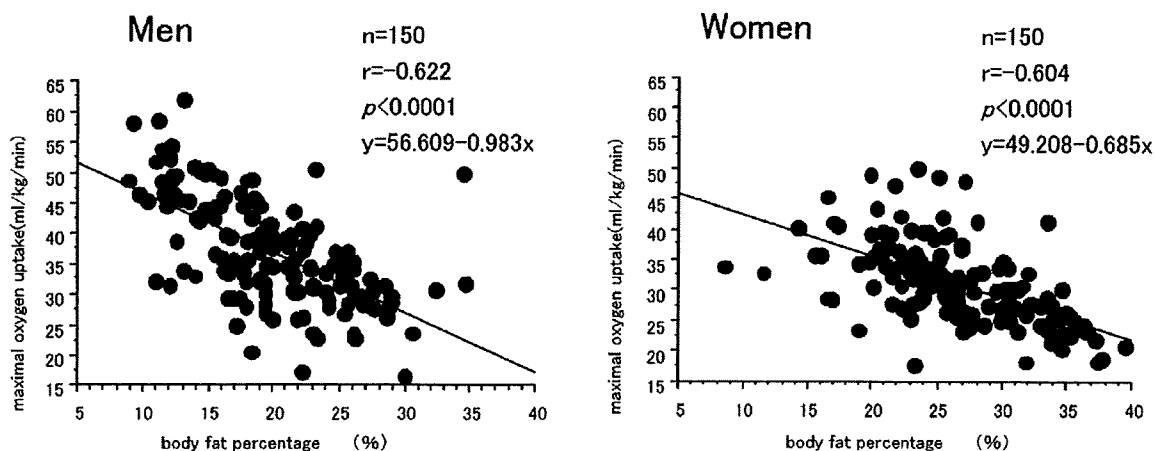 Men
n=150
r=-0.622
p<0.0001
y=56.609-0.983x
maximal oxygen uptake(ml/kg/min)
65
60
55
50
45
40
35
30
25
20
15
5
10
15
20
25
30
35
40
body fat percentage (%)
Women
n=150
r=-0.604
p<0.0001
y=49.208-0.685x
maximal oxygen uptake(ml/kg/min)
65
60
55
50
45
40
35
30
25
20
15
5
10
15
20
25
30
35
40
body fat percentage (%)